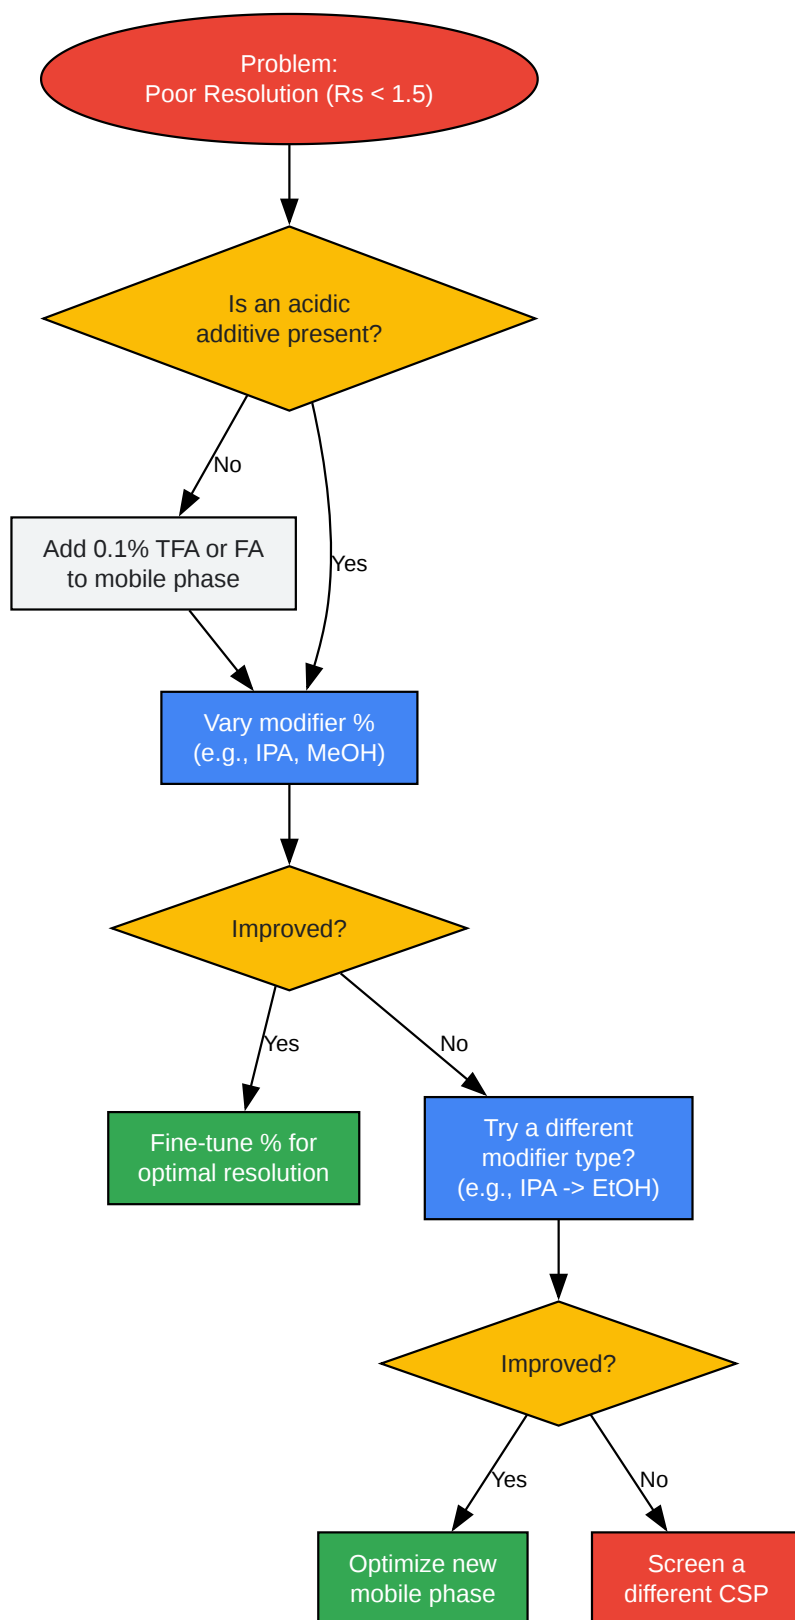 Problem:
Poor Resolution (Rs < 1.5)
Is an acidic
additive present?
No
Yes
Add 0.1% TFA or FA
to mobile phase
Vary modifier %
(e.g., IPA, MeOH)
Improved?
Yes
No
Fine-tune % for
optimal resolution
Try a different
modifier type?
(e.g., IPA -> EtOH)
Improved?
Yes
No
Optimize new
mobile phase
Screen a
different CSP